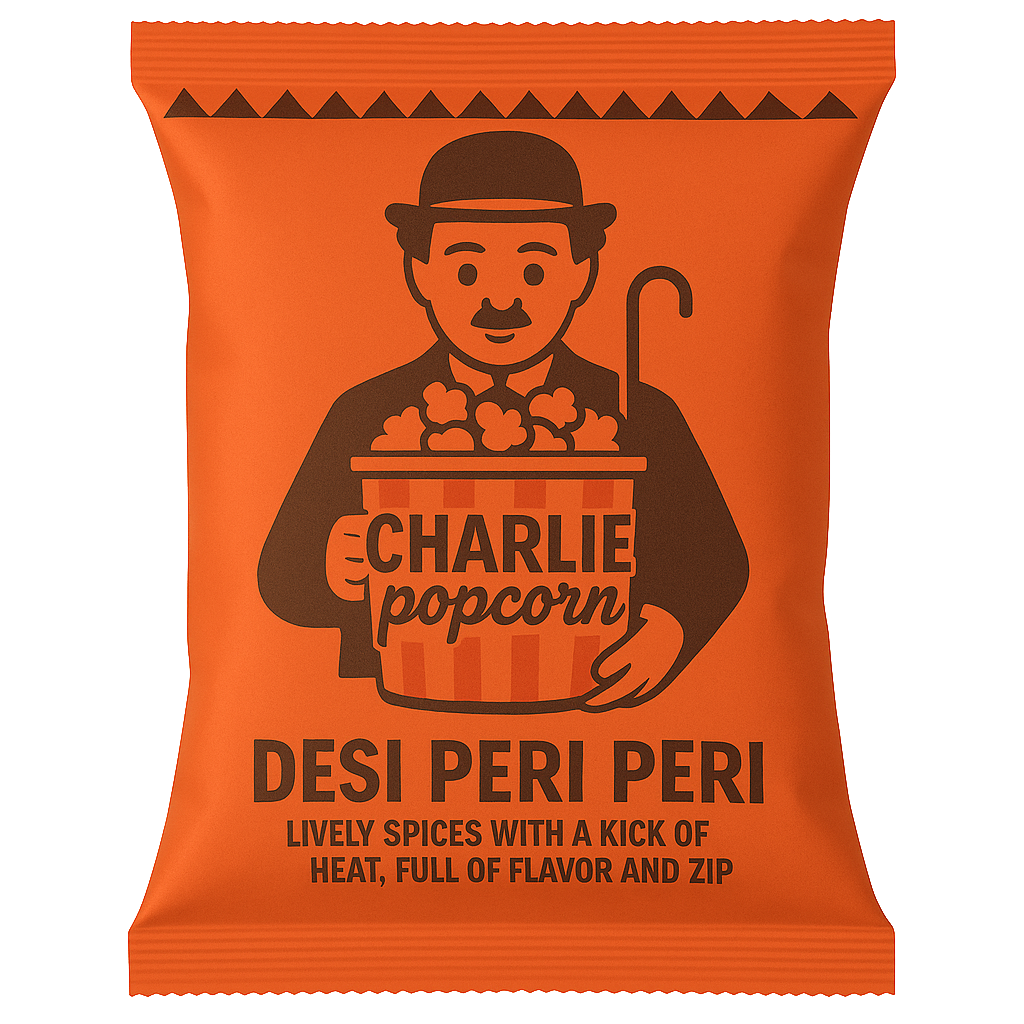 CHARLIE
popcorn
DESI PERI PERI
LIVELY SPICES WITH A KICK OF
HEAT, FULL OF FLAVOR AND ZIP